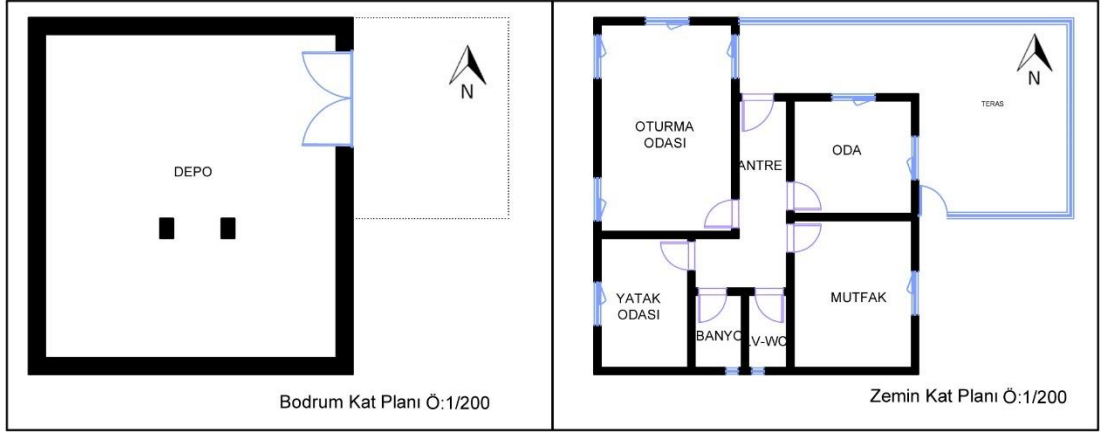 N
DEPO
Bodrum Kat Planı Ö:1/200
N
TERAS
OTURMA
ODASI
ANTRE
ODA
YATAK
ODASI
BANYO
LV-WC
MUTFAK
Zemin Kat Planı Ö:1/200